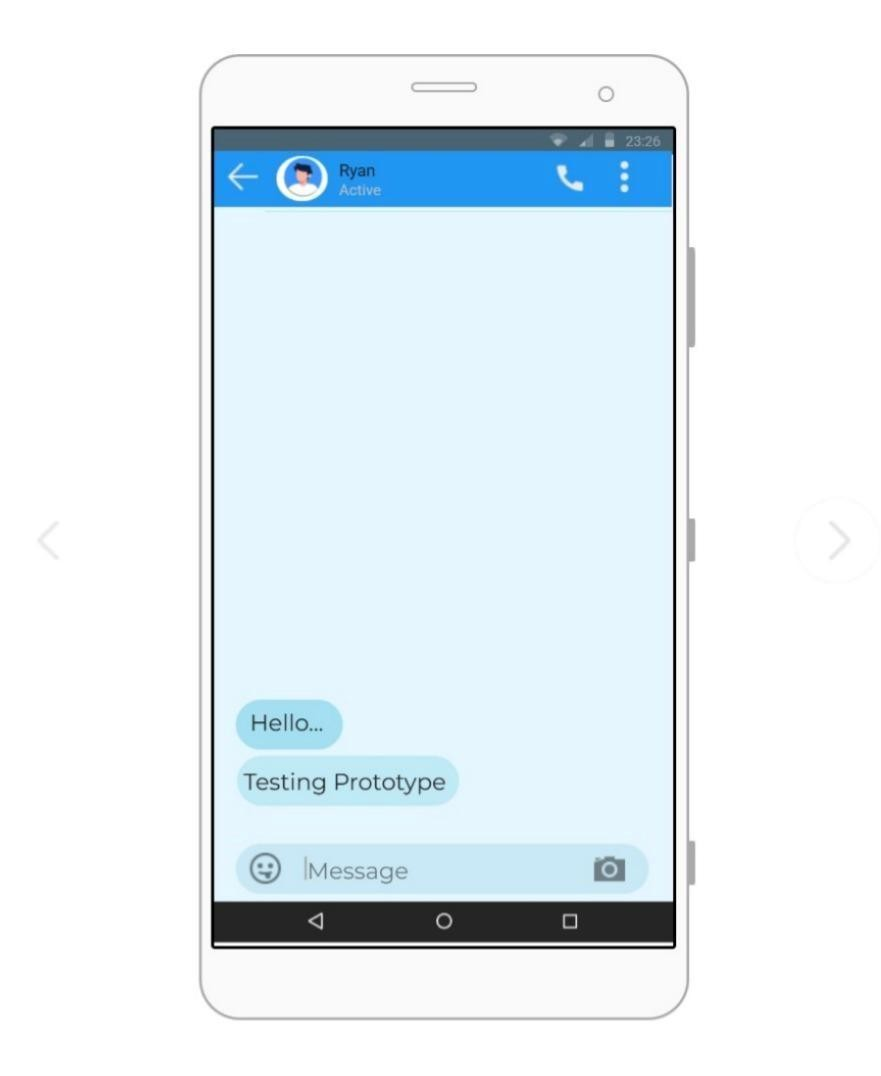 23:26
Ryan
Active
Hello...
Testing Prototype
Message